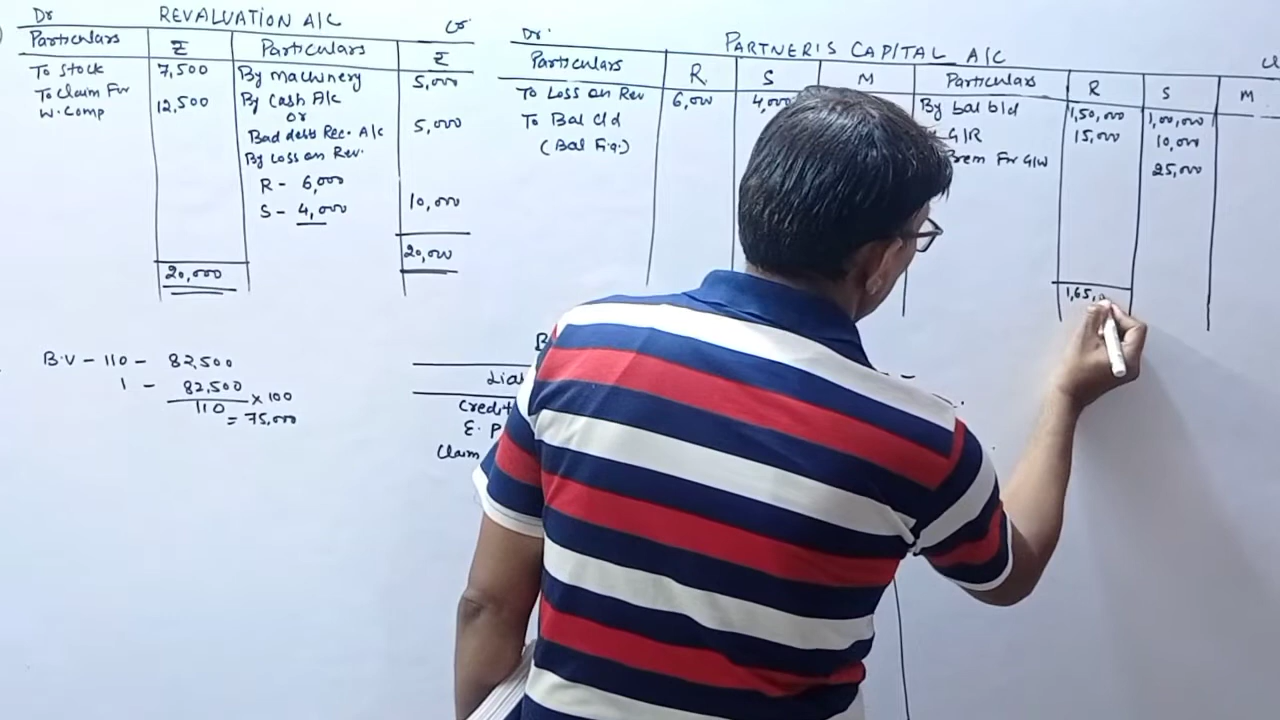 Dr REVALUATION A/C Cr
Particulars ₹ Particulars ₹
To Stock 7,500 By machinery 5,000
To Claim For W. Comp 12,500 By Cash A/c
or
Bad debts Rec. A/c 5,000
By Loss on Rev.
R - 6,000
S - 4,000 10,000
20,000 20,000
Dr. PARTNER'S CAPITAL A/C
Particulars R. S M Particulars R S M
To Loss on Rev 6,000 4,000 By bal b/d 1,50,000 1,00,000
To Bal c/d G/R 15,000 10,000
(Bal Fig.) For G/W 25,000
1,65,
B.V - 110 - 82,500
1 - 82,500
110 × 100
= 75,000
Credit
E. P
Claim